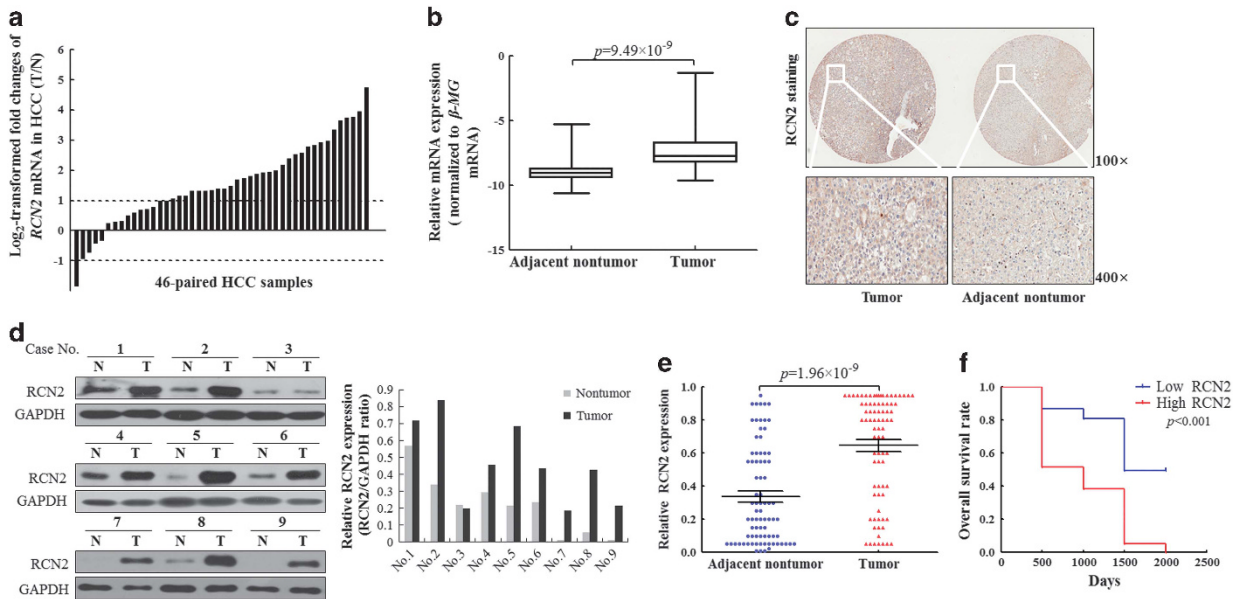 a
Log2-transformed fold changes of
RCN2 mRNA in HCC (T/N)
6
5
4
3
2
1
0
-1
46-paired HCC samples
b
Relative mRNA expression
( normalized to β-MG
mRNA)
p=9.49×10-9
0
-5
-10
-15
Adjacent nontumor Tumor
c
RCN2 staining
100×
400×
Tumor Adjacent nontumor
d
Case No. 1 2 3
N T N T N T
RCN2
GAPDH
4 5 6
N T N T N T
RCN2
GAPDH
7 8 9
N T N T N T
RCN2
GAPDH
Relative RCN2 expression
(RCN2/GAPDH ratio)
0.9
0.8
0.7
0.6
0.5
0.4
0.3
0.2
0.1
0
Nontumor
Tumor
No.1 No.2 No.3 No.4 No.5 No.6 No.7 No.8 No.9
e
Relative RCN2 expression
p=1.96×10-9
1.0
0.8
0.6
0.4
0.2
0.0
Adjacent nontumor Tumor
f
Overall survival rate
1.0
0.8
0.6
0.4
0.2
0.0
Low RCN2
High RCN2
p<0.001
0 500 1000 1500 2000 2500
Days